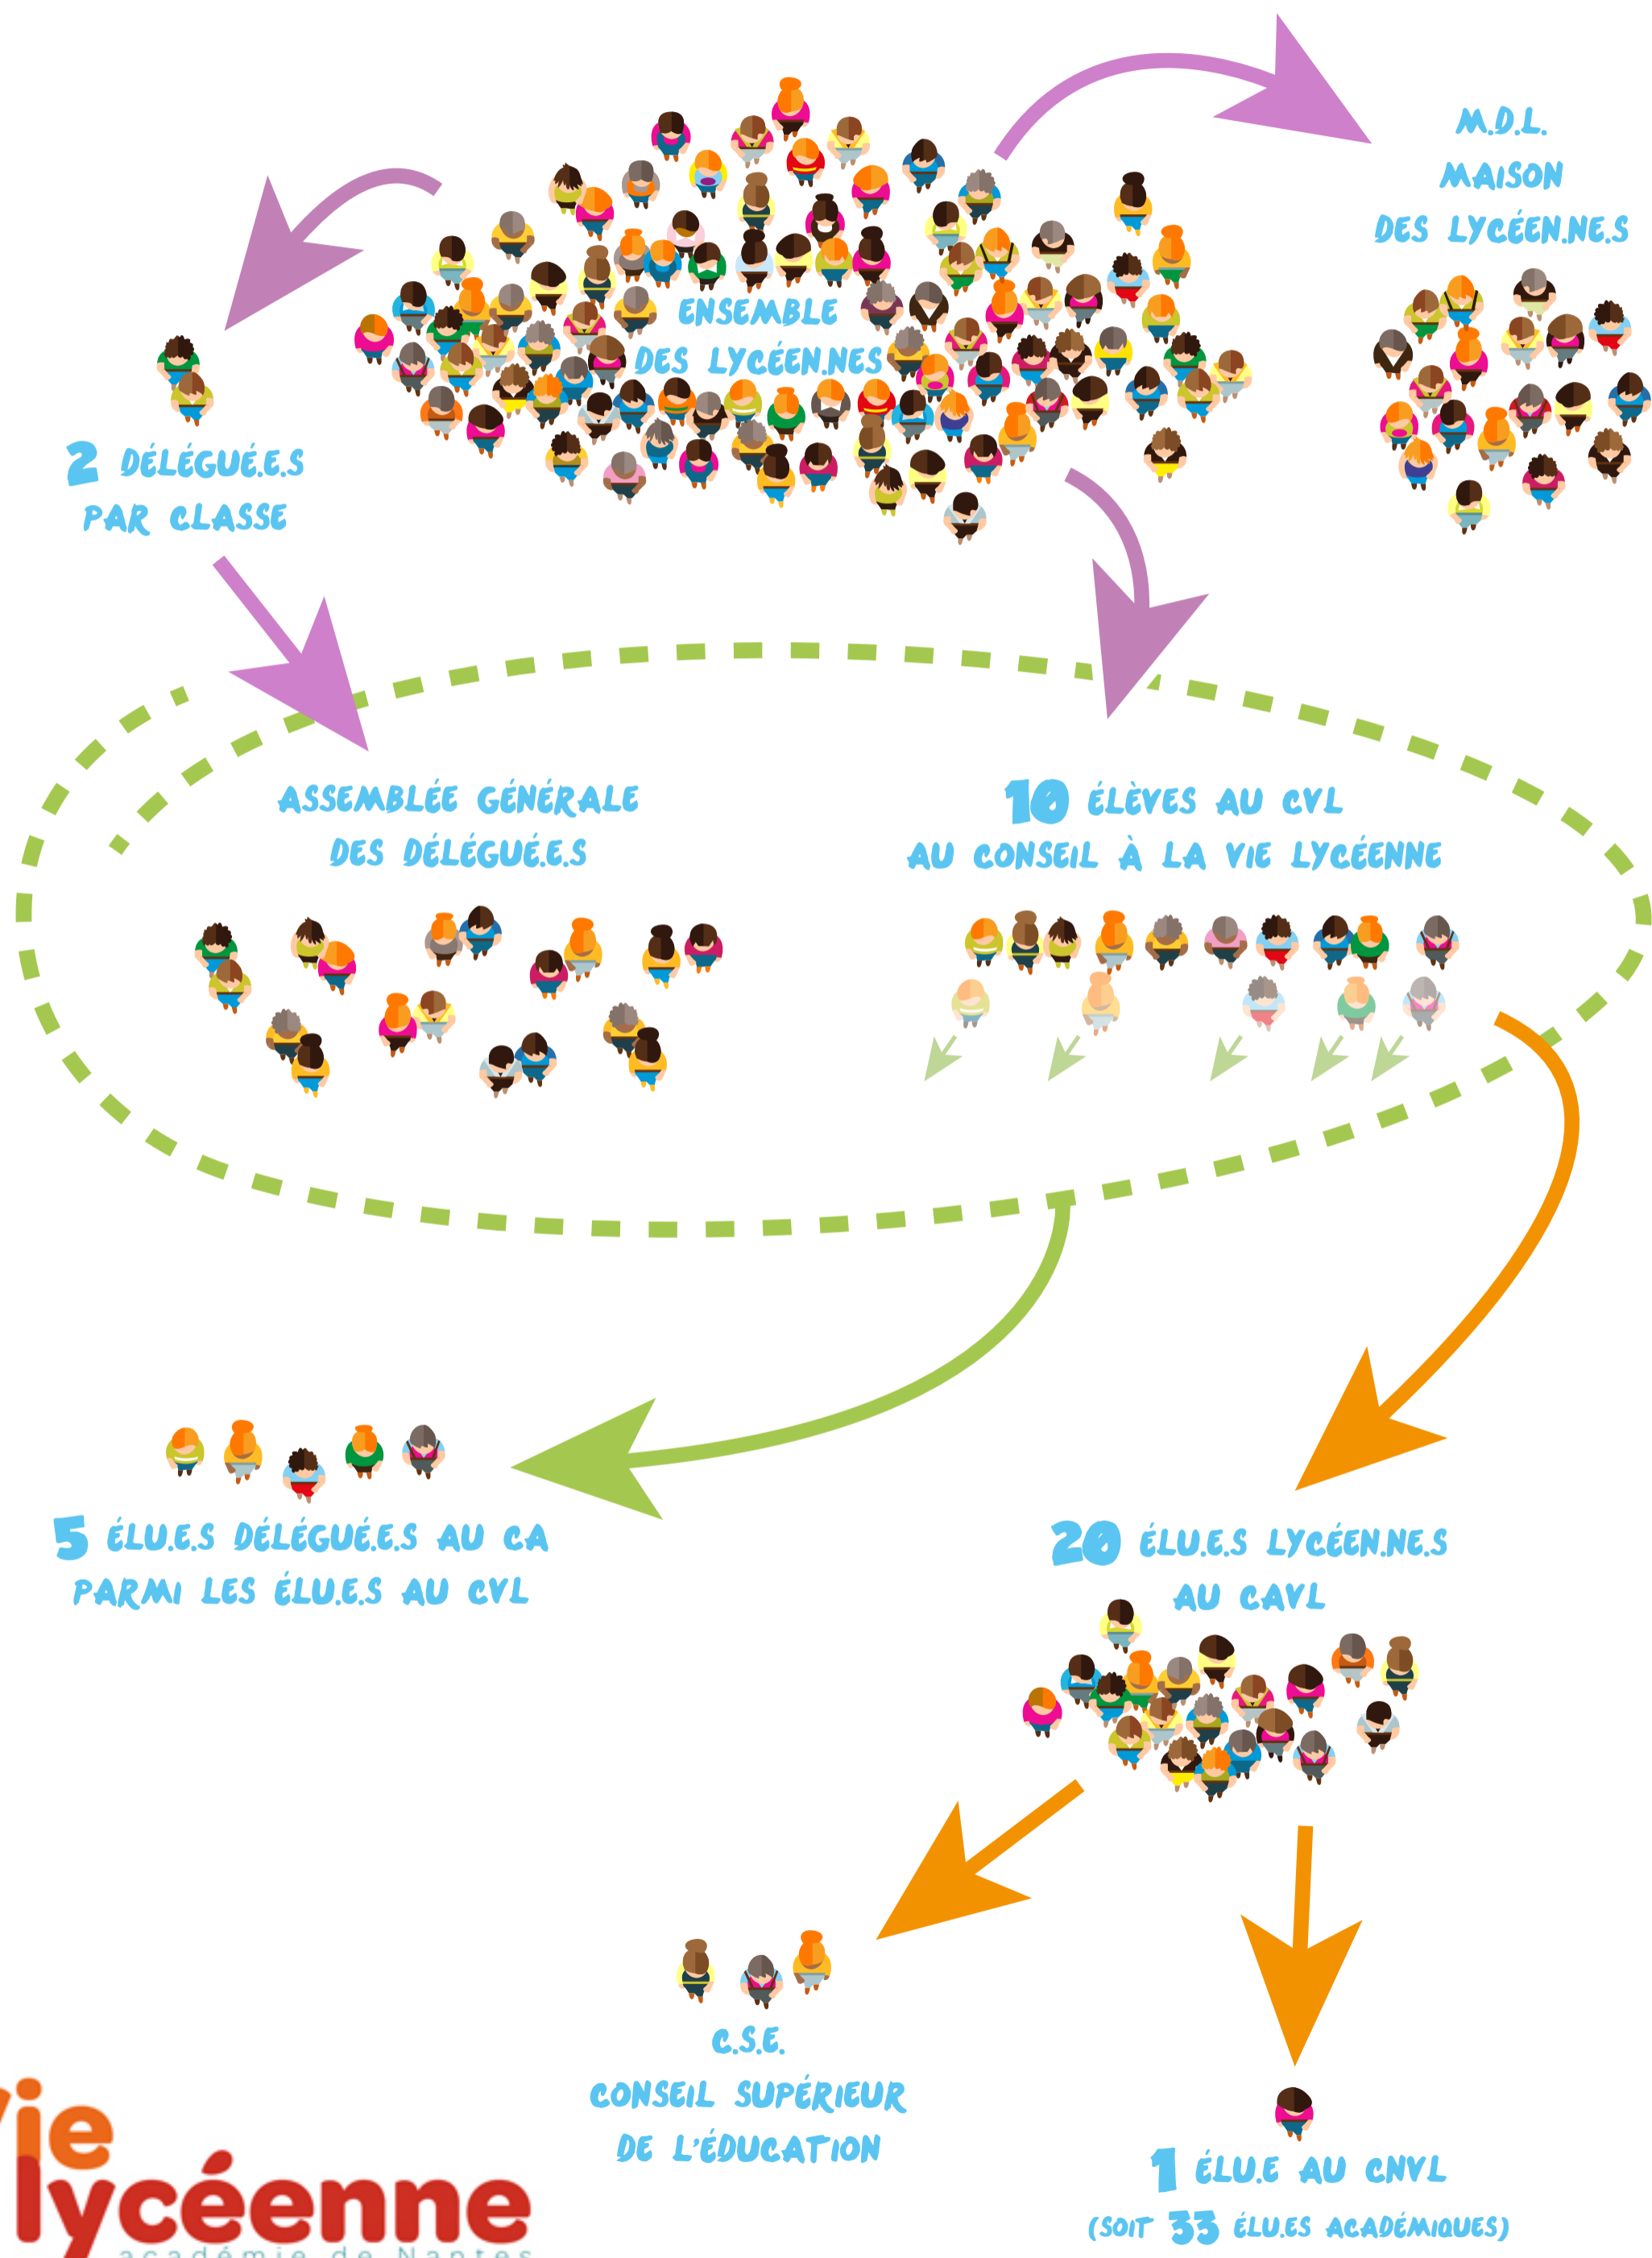 M.D.L.
MAISON
DES LYCÉEN.NE.S
ENSEMBLE
DES LYCÉEN.NES
2 DÉLÉGUÉ.E.S
PAR CLASSE
ASSEMBLÉE GÉNÉRALE
DES DÉLÉGUÉ.E.S
10 ÉLÈVES AU CVL
AU CONSEIL À LA VIE LYCÉENNE
5 ÉLU.E.S DÉLÉGUÉ.E.S AU CA
PARMI LES ÉLU.E.S AU CVL
20 ÉLU.E.S LYCÉEN.NE.S
AU CAVL
C.S.E.
CONSEIL SUPÉRIEUR
DE L'ÉDUCATION
1 ÉLU.E AU CNVL
(SOIT 33 ÉLU.ES ACADÉMIQUES)
Vie
lycéenne
académie de Nantes